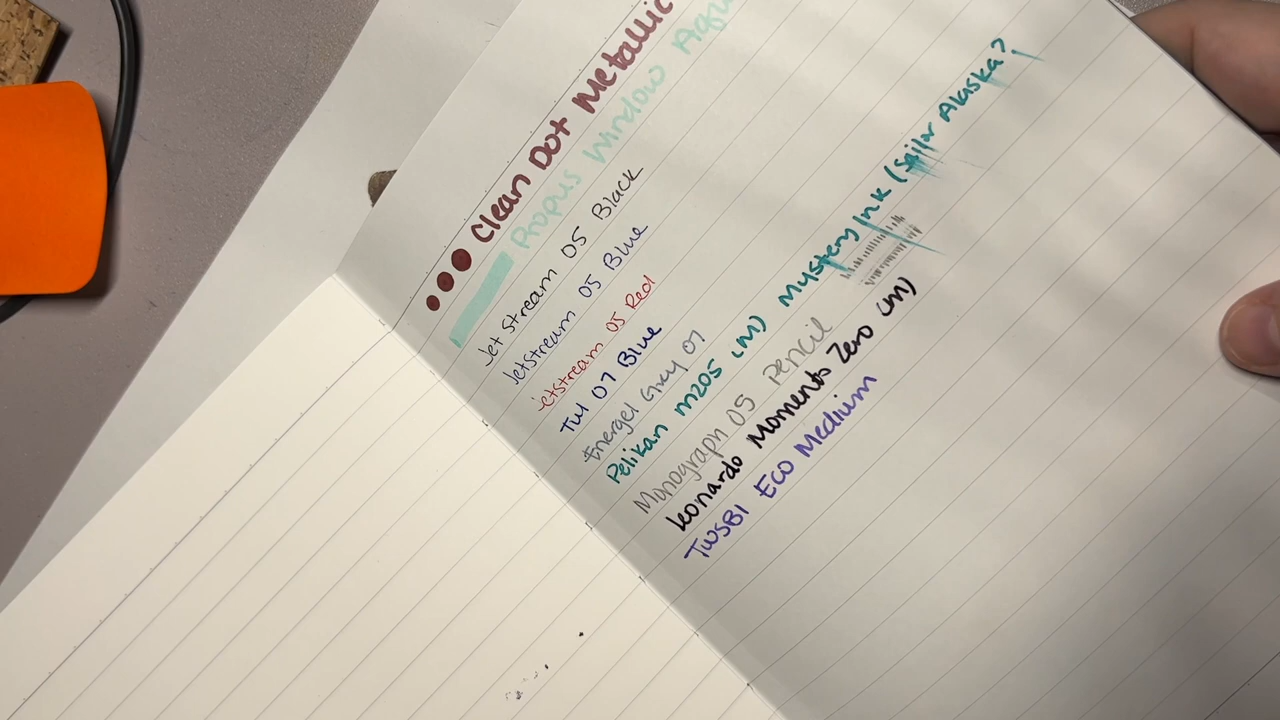 Clean Dot Metallic
Propus Window Aqu
Jet Stream 05 Black
Jetstream 05 Blue
Jetstream 05 Red
Tul 07 Blue
Energel Grey 07
Pelikan M205 (M) Mystery Ink (Sailor Alaska?)
Monograph 05 Pencil
Leonardo Momento Zero (M)
TWSBI Eco Medium